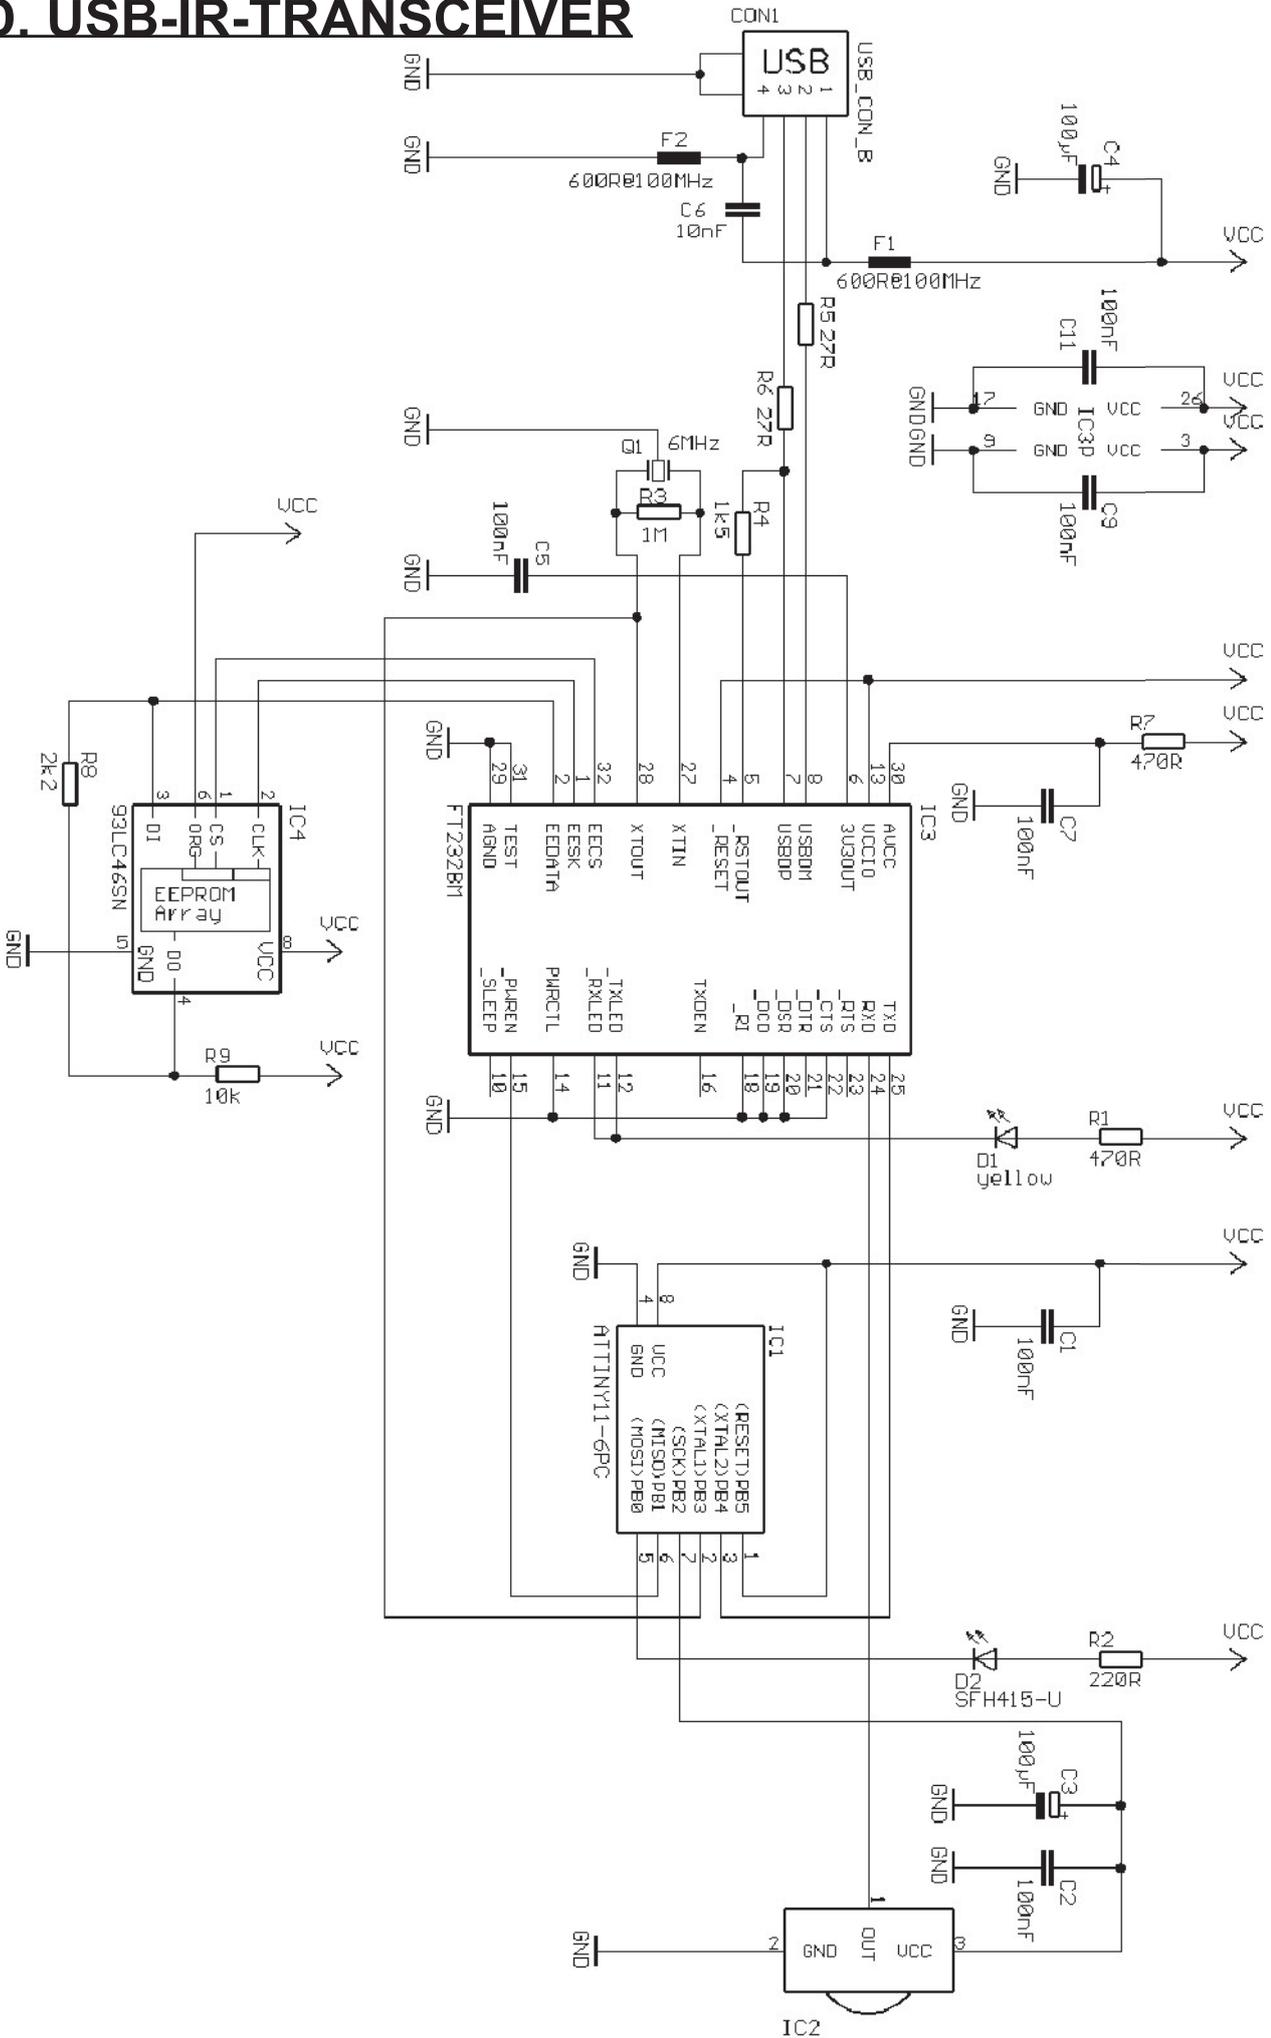 D. USB-IR-TRANSCEIVER
CON1
USB
4 3 2 1
USB_CON_B
GND
GND
F2
600R@100MHz
C6
10nF
F1
600R@100MHz
100µF
C4
+
GND
VCC
R5 27R
R6 27R
C11
100nF
VCC
GND
17
GND
VCC
26
IC3p
VCC
GND
9
GND
VCC
3
C9
100nF
GND
Q1
6MHz
R3
1M
R4
1k5
VCC
100nF
C5
GND
VCC
VCC
R7
470R
GND
C7
100nF
GND
29
31
2
1
32
28
27
4
5
7
8
6
13
30
IC3
FT232BM
AGND
TEST
EEDATA
EESK
EECS
XTOUT
XTIN
_RESET
_RSTOUT
USBDP
USBDM
3V3OUT
VCCIO
AVCC
_SLEEP
_PWREN
PWRCTL
_RXLED
_TXLED
TXDEN
_RI
_DCD
_DSR
_DTR
_CTS
_RTS
RXD
TXD
10
15
14
11
12
16
18
19
20
21
22
23
24
25
GND
R8
2k2
3
6
1
2
IC4
93LC46SN
DI
ORG
CS
CLK
EEPROM
Array
GND
5
GND
DO
VCC
8
VCC
4
R9
10k
VCC
D1
yellow
R1
470R
VCC
GND
4
8
VCC
GND
C1
100nF
IC1
ATTINY11-6PC
GND
VCC
(MOSI)PB0
(MISO)PB1
(SCK)PB2
(XTAL1)PB3
(XTAL2)PB4
(RESET)PB5
5
6
7
2
3
1
D2
SFH415-U
R2
220R
VCC
100µF
C3
+
GND
GND
C2
100nF
1
GND
2
GND
OUT
VCC
3
IC2